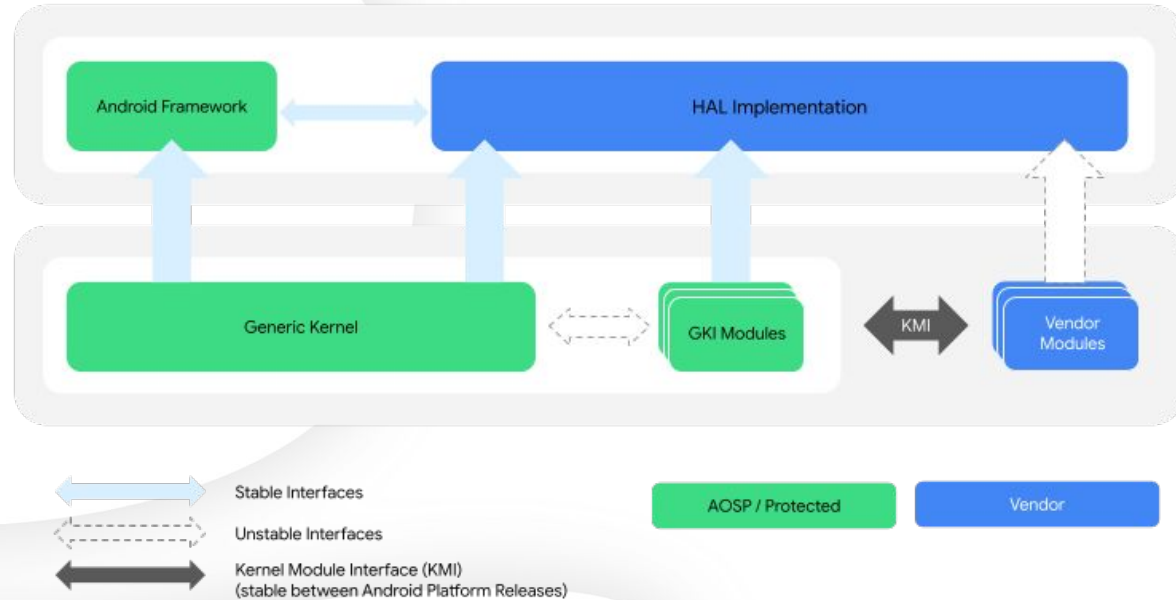 Android Framework
HAL Implementation
Generic Kernel
GKI Modules
KMI
Vendor
Modules
Stable Interfaces
Unstable Interfaces
Kernel Module Interface (KMI)
(stable between Android Platform Releases)
AOSP / Protected
Vendor